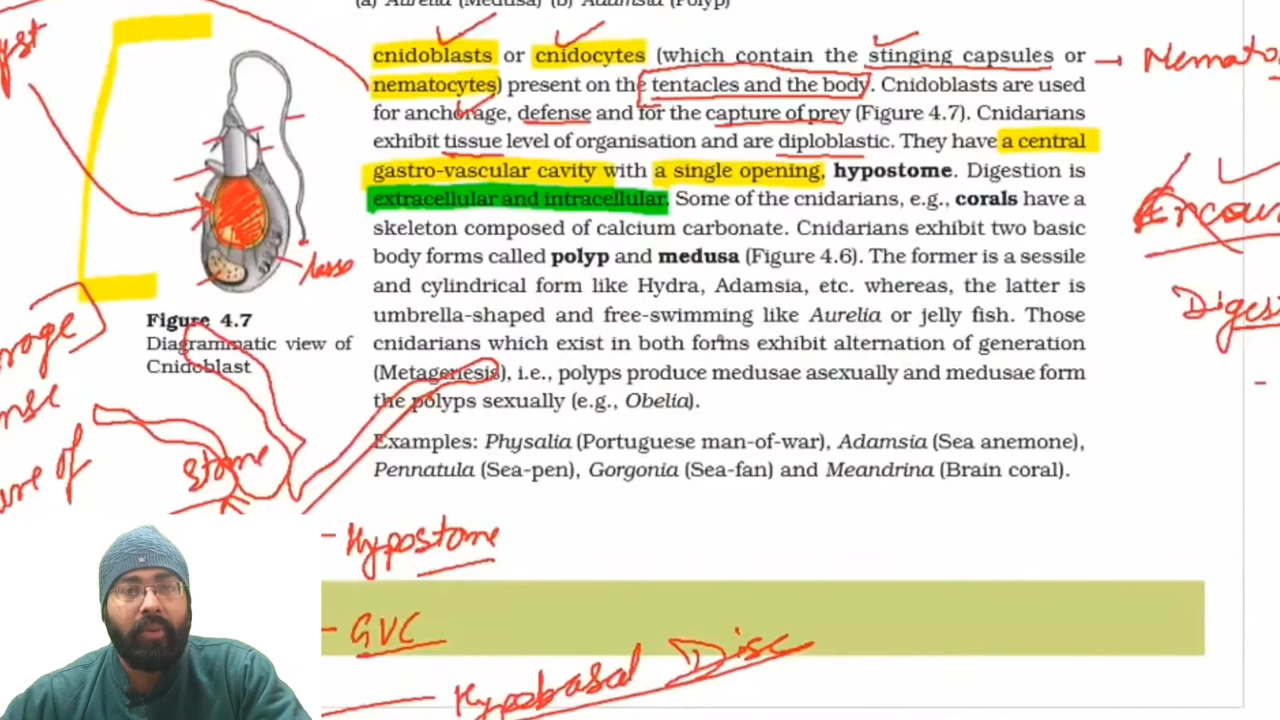 (a) Aurelia (Medusa) (b) Adamsia (Polyp)
cnidoblasts or cnidocytes (which contain the stinging capsules or
nematocytes) present on the tentacles and the body. Cnidoblasts are used
for anchorage, defense and for the capture of prey (Figure 4.7). Cnidarians
exhibit tissue level of organisation and are diploblastic. They have a central
gastro-vascular cavity with a single opening, hypostome. Digestion is
extracellular and intracellular. Some of the cnidarians, e.g., corals have a
skeleton composed of calcium carbonate. Cnidarians exhibit two basic
body forms called polyp and medusa (Figure 4.6). The former is a sessile
and cylindrical form like Hydra, Adamsia, etc. whereas, the latter is
umbrella-shaped and free-swimming like Aurelia or jelly fish. Those
cnidarians which exist in both forms exhibit alternation of generation
(Metagenesis), i.e., polyps produce medusae asexually and medusae form
the polyps sexually (e.g., Obelia).
Examples: Physalia (Portuguese man-of-war), Adamsia (Sea anemone),
Pennatula (Sea-pen), Gorgonia (Sea-fan) and Meandrina (Brain coral).
Lasso
Figure 4.7
Diagrammatic view of
Cnidoblast
Stome
Hypostome
GVC
Hypobasal Disc